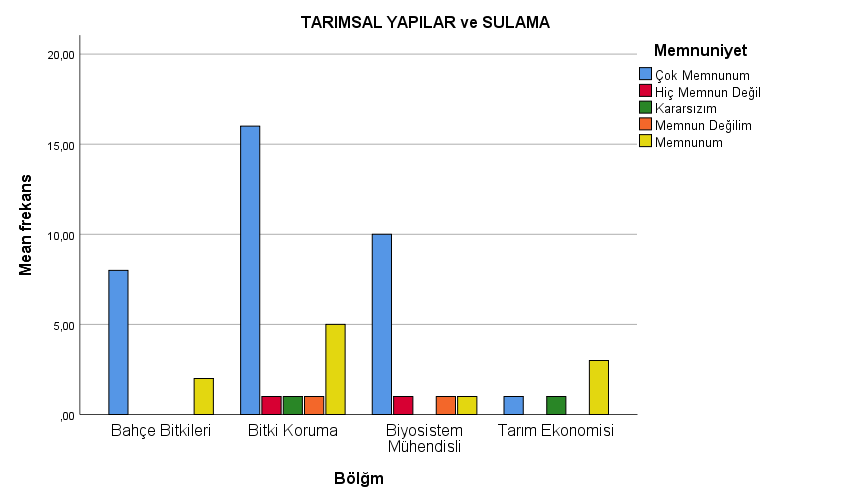 TARIMSAL YAPILAR ve SULAMA
Memnuniyet
Çok Memnunum
Hiç Memnun Değil
Kararsızım
Memnun Değilim
Memnunum
Mean frekans
20,00
15,00
10,00
5,00
,00
Bahçe Bitkileri
Bitki Koruma
Biyosistem
Mühendisli
Tarım Ekonomisi
Bölğm